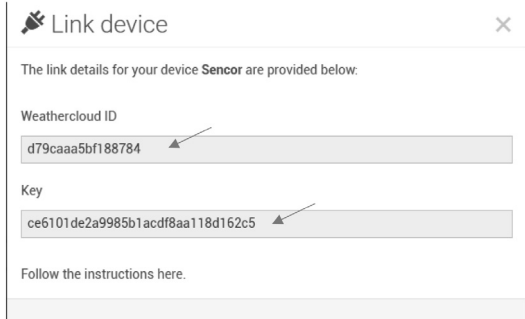 Link device
The link details for your device Sencor are provided below:
Weathercloud ID
d79caaa5bf188784
Key
ce6101de2a9985b1acdf8aa118d162c5
Follow the instructions here.